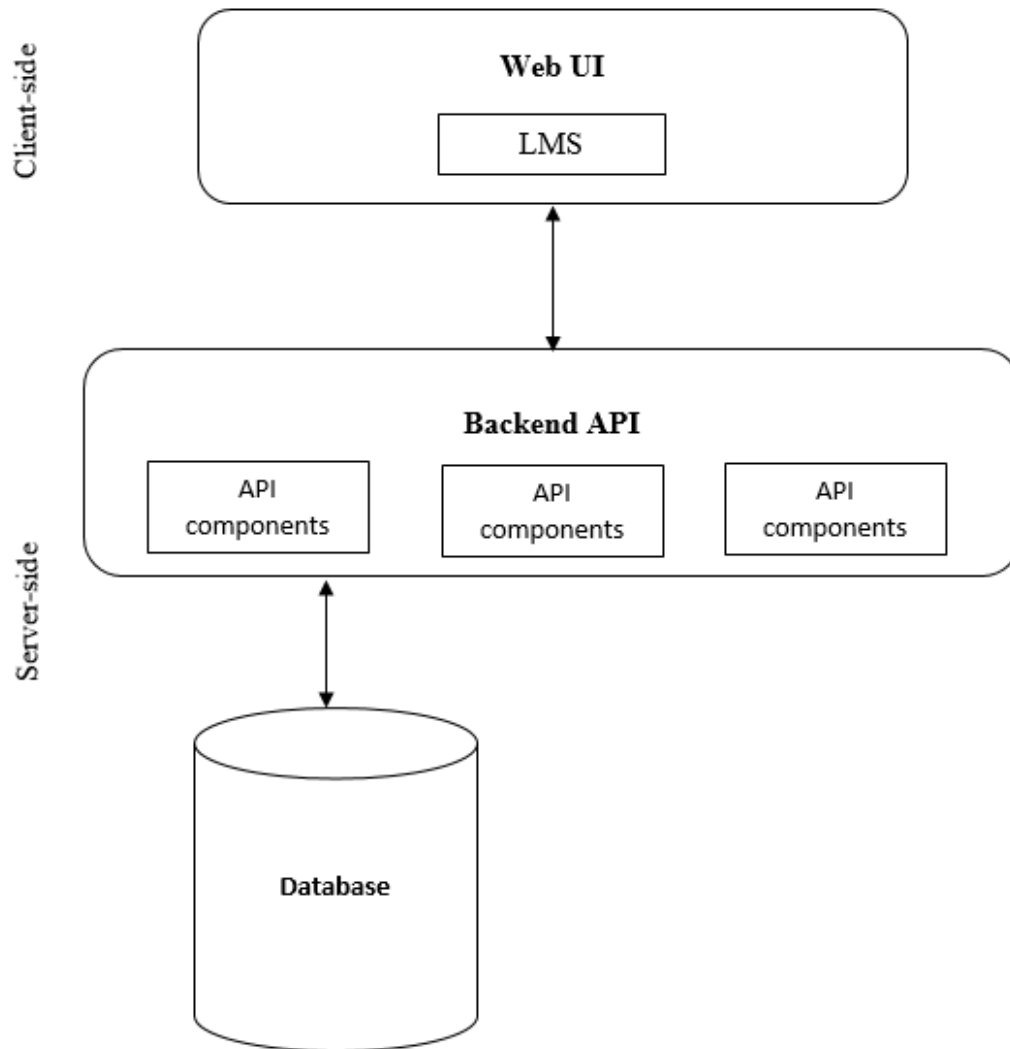 Client-side
Web UI
LMS
Backend API
API
components
API
components
API
components
Server-side
Database